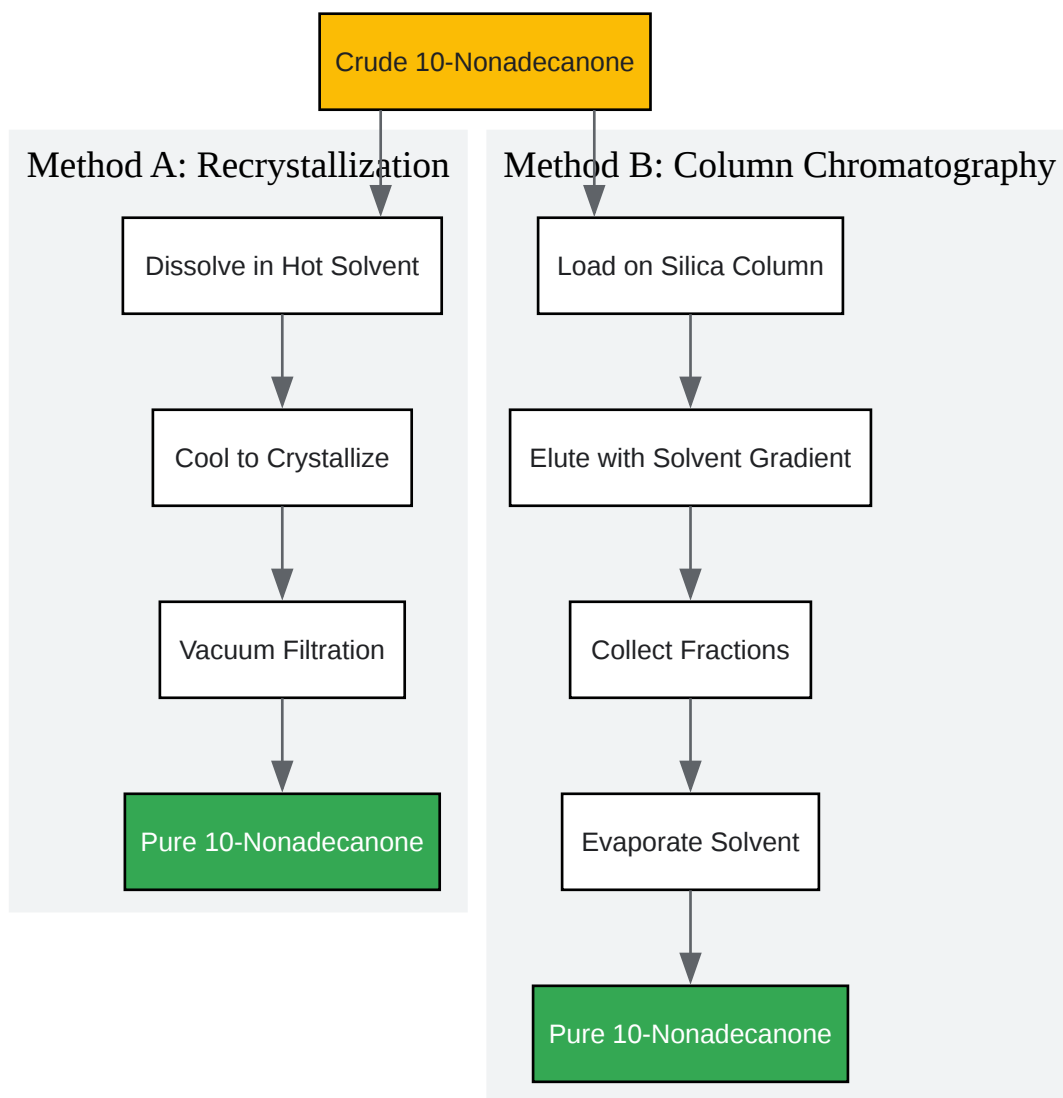 Crude 10-Nonadecanone
Method A: Recrystallization
Dissolve in Hot Solvent
Cool to Crystallize
Vacuum Filtration
Pure 10-Nonadecanone
Method B: Column Chromatography
Load on Silica Column
Elute with Solvent Gradient
Collect Fractions
Evaporate Solvent
Pure 10-Nonadecanone